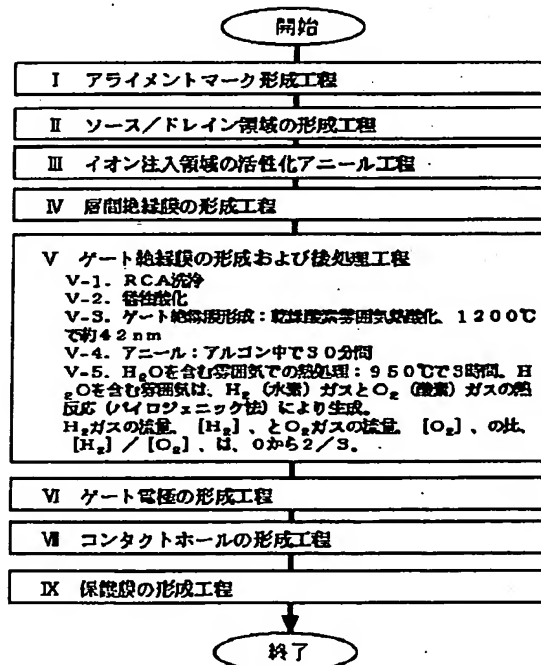 開始
I アライメントマーク形成工程
II ソース/ドレイン領域の形成工程
III イオン注入領域の活性化アニール工程
IV 層間絶縁膜の形成工程
V ゲート絶縁膜の形成および後処理工程
V-1. RCA洗浄
V-2. 犠牲酸化
V-3. ゲート絶縁膜形成:乾燥酸素雰囲気熱酸化、1200℃
で約42nm
V-4. アニール:アルゴン中で30分間
V-5. H₂Oを含む雰囲気での熱処理:950℃で3時間、H
₂Oを含む雰囲気は、H₂(水素)ガスとO₂(酸素)ガスの熱
反応(パイロジェニック法)により生成。
H₂ガスの流量、[H₂]、とO₂ガスの流量、[O₂]、の比、
[H₂]/[O₂]、は、0から2/3。
VI ゲート電極の形成工程
VII コンタクトホールの形成工程
IX 保護膜の形成工程
終了